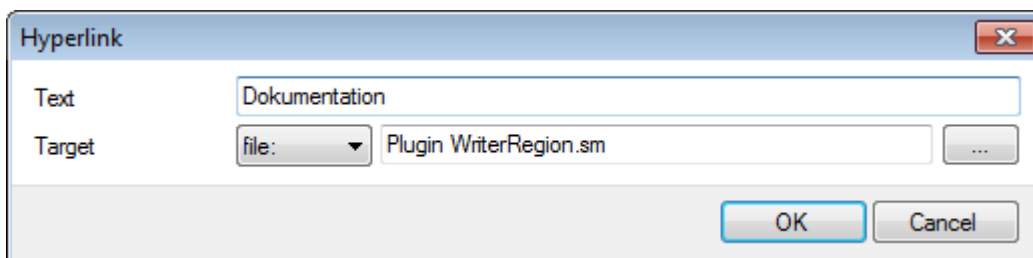 Hyperlink
Text Dokumentation
Target file: Plugin WriterRegion.sm ...
OK Cancel